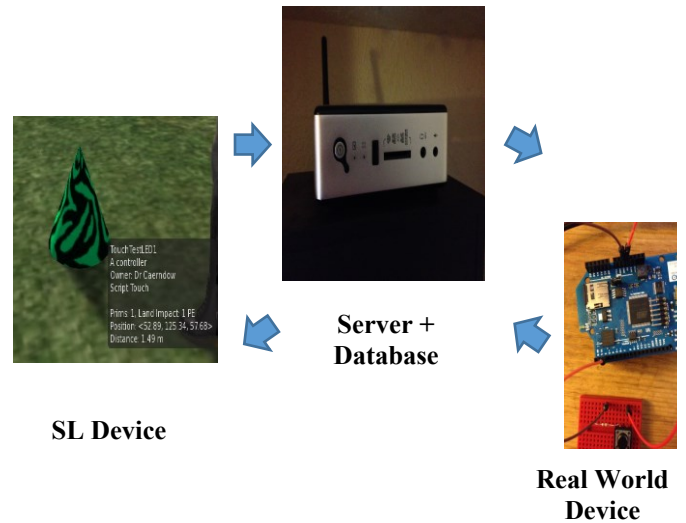 TouchTestLED1
A controller
Owner: Dr Caerndow
Script Touch
Prims: 1, Land Impact: 1 PE
Position: <52.89, 125.34, 57.68>
Distance: 1.49 m
Server +
Database
SL Device
Real World
Device